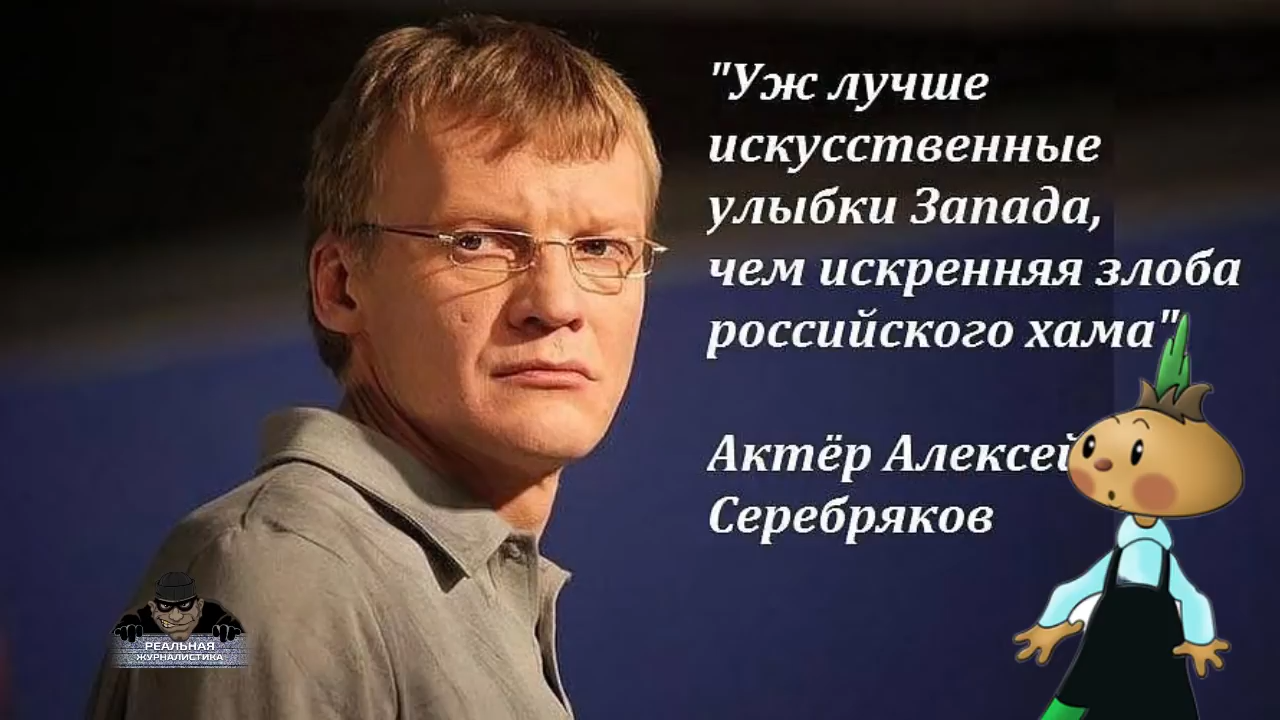 "Уж лучше
искусственные
улыбки Запада,
чем искренняя злоба
российского хама"
Актёр Алексей
Серебряков
РЕАЛЬНАЯ
ЖУРНАЛИСТИКА